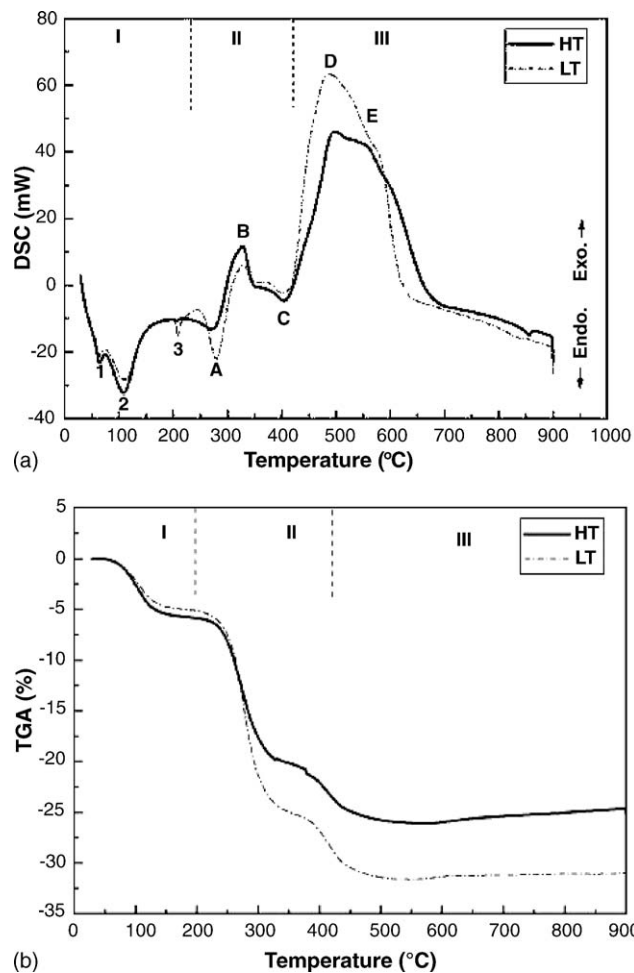 80
60
40
20
0
-20
-40
DSC (mW)
I
II
III
HT
LT
D
E
B
C
A
1
2
3
Exo.
Endo.
0
100
200
300
400
500
600
700
800
900
1000
Temperature (ºC)
(a)
5
0
-5
-10
-15
-20
-25
-30
-35
TGA (%)
I
II
III
HT
LT
0
100
200
300
400
500
600
700
800
900
Temperature (°C)
(b)